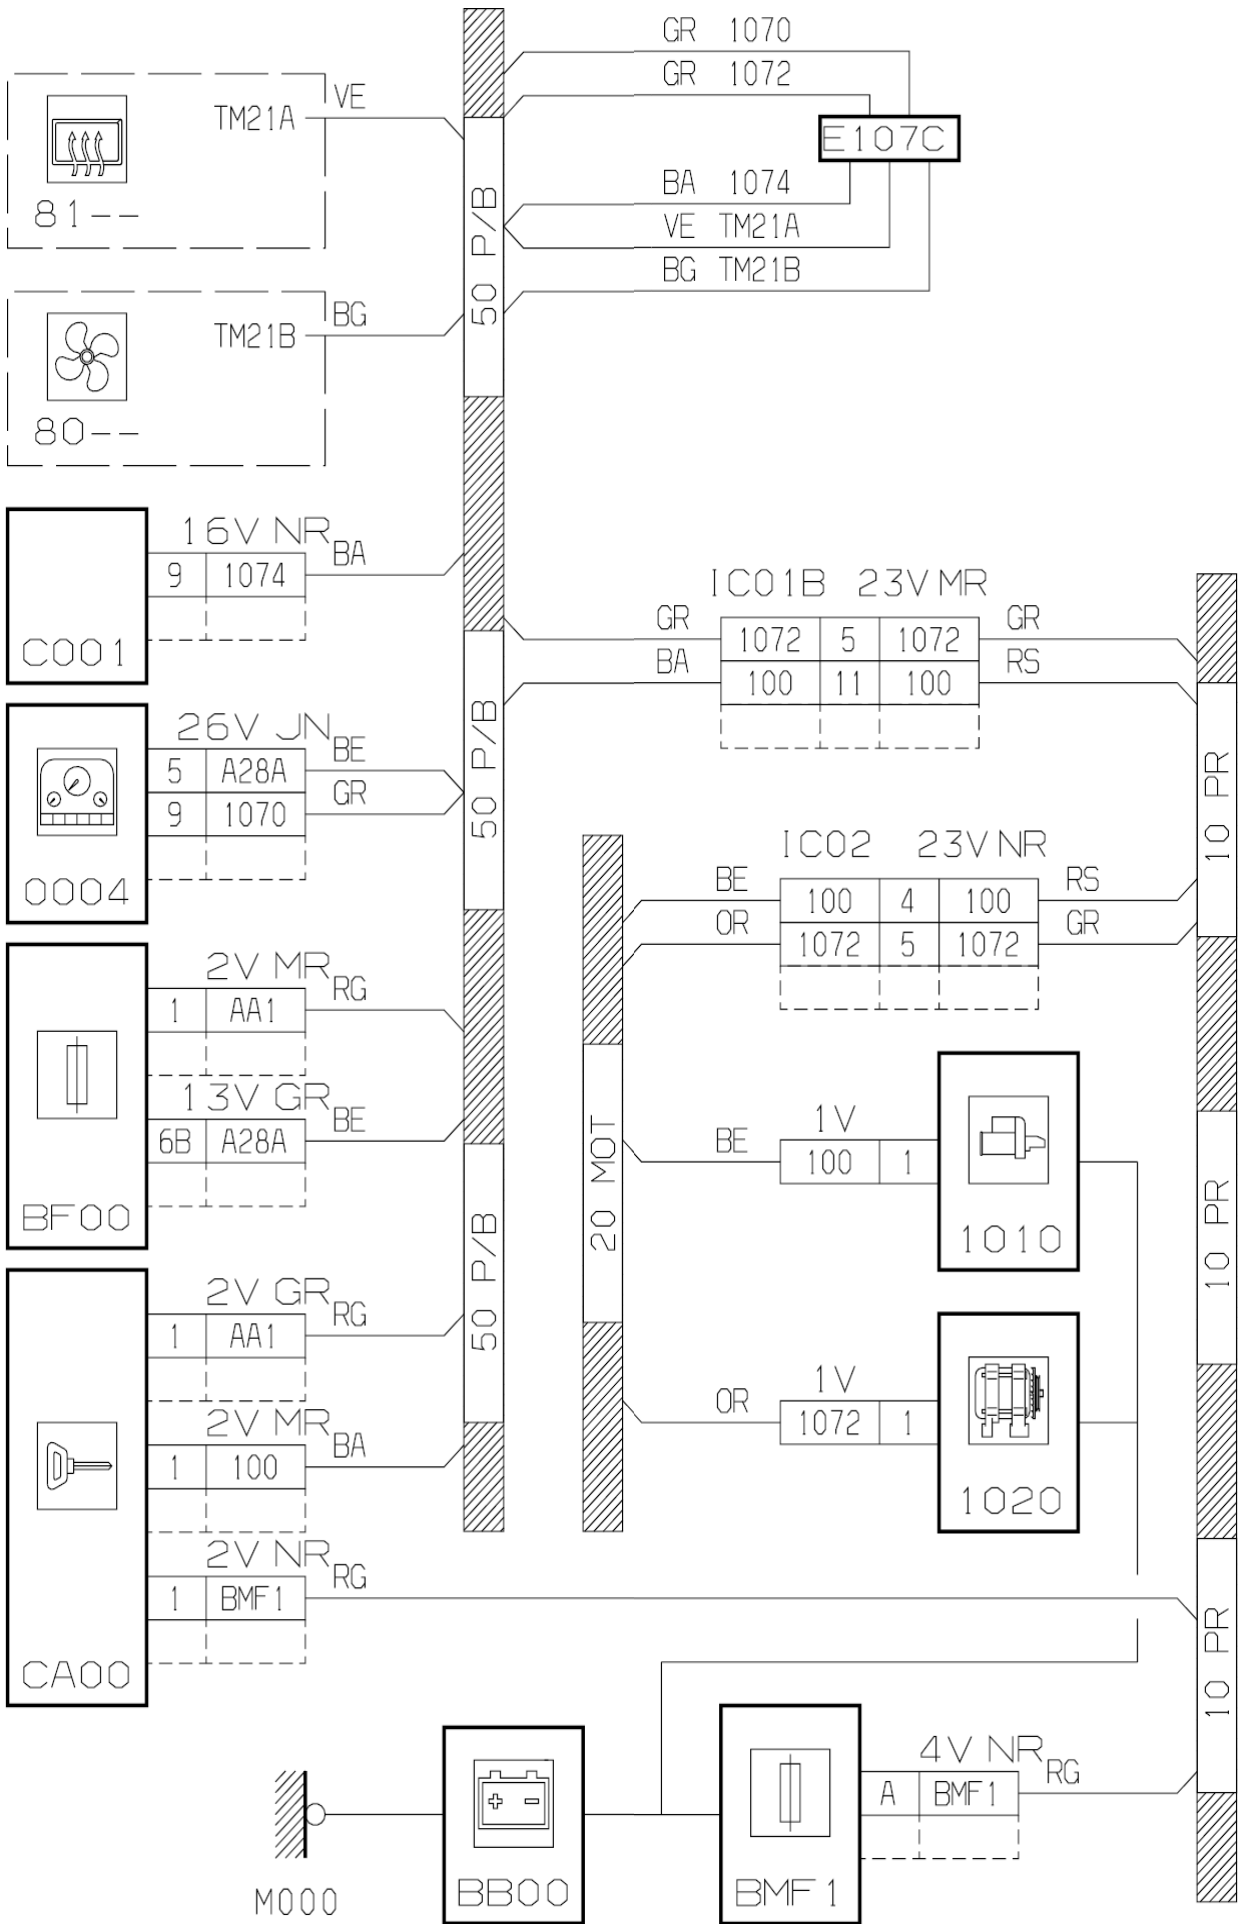 GR 1070
GR 1072
E107C
BA 1074
VE TM21A
BG TM21B
TM21A VE
81--
TM21B BG
80--
50 P/B
16V NR BA
9 1074
C001
IC01B 23V MR
GR 1072 5 1072 GR
BA 100 11 100 RS
26V JN BE
5 A28A
GR
9 1070
0004
50 P/B
10 PR
IC02 23V NR
BE 100 4 100 RS
OR 1072 5 1072 GR
2V MR RG
1 AA1
13V GR BE
6B A28A
BF00
20 MOT
BE
1V
100 1
1010
10 PR
50 P/B
2V GR RG
1 AA1
2V MR BA
1 100
2V NR RG
1 BMF1
CA00
OR
1V
1072 1
1020
10 PR
M000
BB00
BMF1
4V NR RG
A BMF1